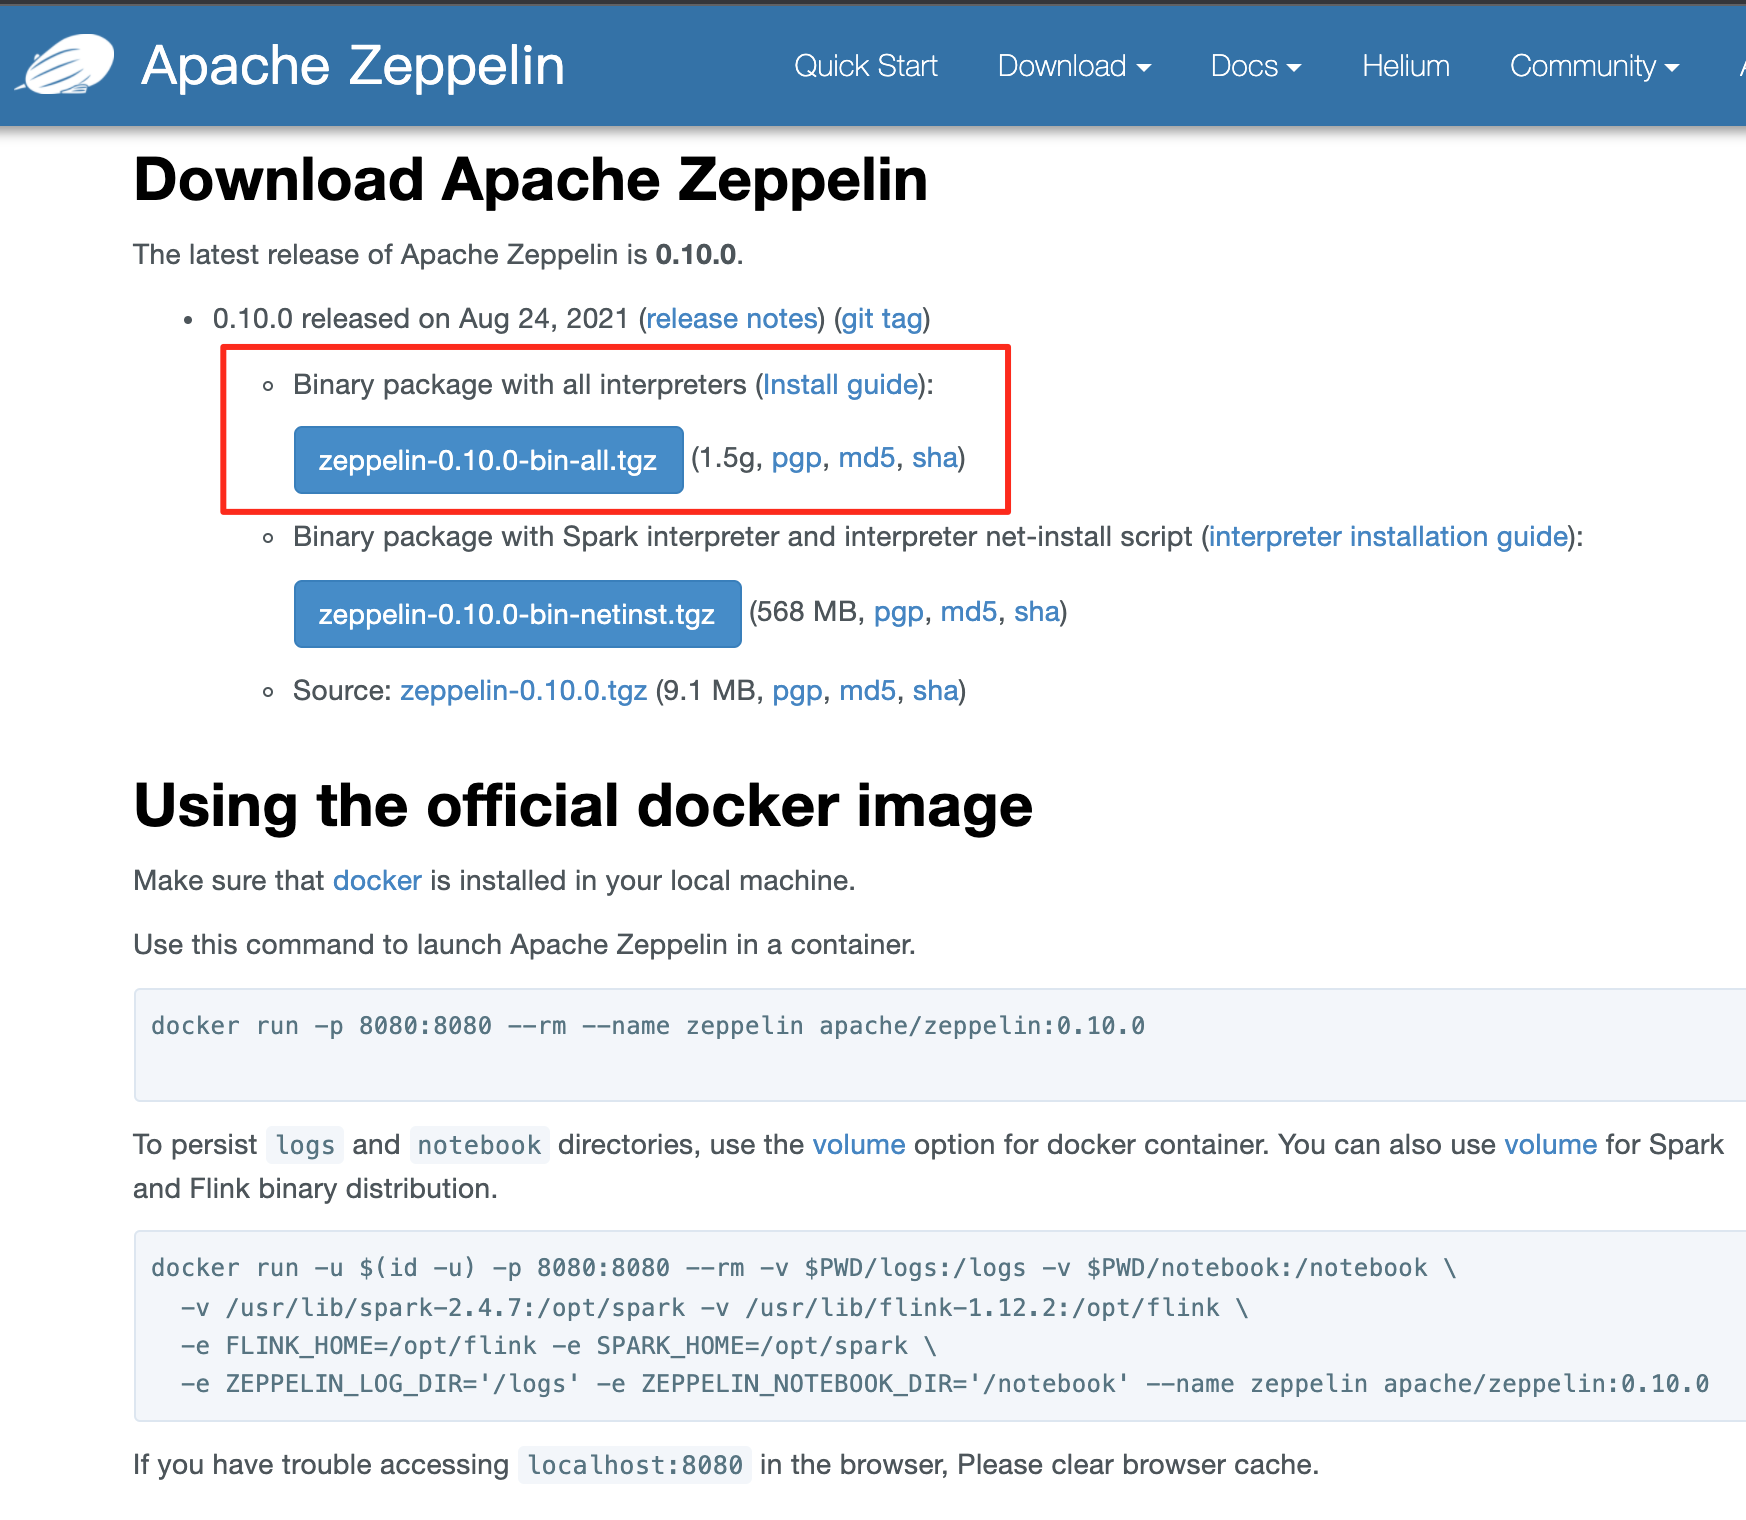 Apache Zeppelin
Quick Start
Download
Docs
Helium
Community
Download Apache Zeppelin
The latest release of Apache Zeppelin is 0.10.0.
0.10.0 released on Aug 24, 2021 (release notes) (git tag)
Binary package with all interpreters (Install guide):
zeppelin-0.10.0-bin-all.tgz (1.5g, pgp, md5, sha)
Binary package with Spark interpreter and interpreter net-install script (interpreter installation guide):
zeppelin-0.10.0-bin-netinst.tgz (568 MB, pgp, md5, sha)
Source: zeppelin-0.10.0.tgz (9.1 MB, pgp, md5, sha)
Using the official docker image
Make sure that docker is installed in your local machine.
Use this command to launch Apache Zeppelin in a container.
docker run -p 8080:8080 --rm --name zeppelin apache/zeppelin:0.10.0
To persist logs and notebook directories, use the volume option for docker container. You can also use volume for Spark
and Flink binary distribution.
docker run -u $(id -u) -p 8080:8080 --rm -v $PWD/logs:/logs -v $PWD/notebook:/notebook \
-v /usr/lib/spark-2.4.7:/opt/spark -v /usr/lib/flink-1.12.2:/opt/flink \
-e FLINK_HOME=/opt/flink -e SPARK_HOME=/opt/spark \
-e ZEPPELIN_LOG_DIR='/logs' -e ZEPPELIN_NOTEBOOK_DIR='/notebook' --name zeppelin apache/zeppelin:0.10.0
If you have trouble accessing localhost:8080 in the browser, Please clear browser cache.